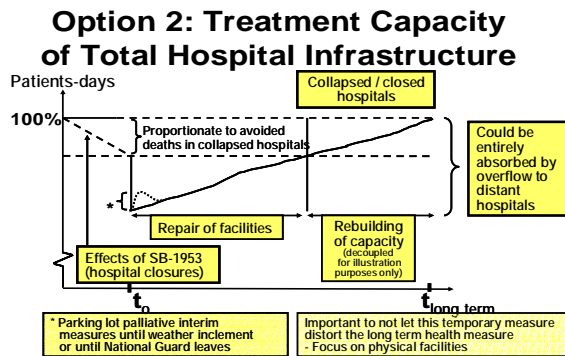 Option 2: Treatment Capacity
of Total Hospital Infrastructure
Patients-days
Collapsed / closed
hospitals
100%
Proportionate to avoided
deaths in collapsed hospitals
Could be
entirely
absorbed by
overflow to
distant
hospitals
*
Repair of facilities
Rebuilding
of capacity
(decoupled
for illustration
purposes only)
Effects of SB-1953
(hospital closures)
to
tlong term
* Parking lot palliative interim
measures until weather inclement
or until National Guard leaves
Important to not let this temporary measure
distort the long term health measure
- Focus on physical facilities